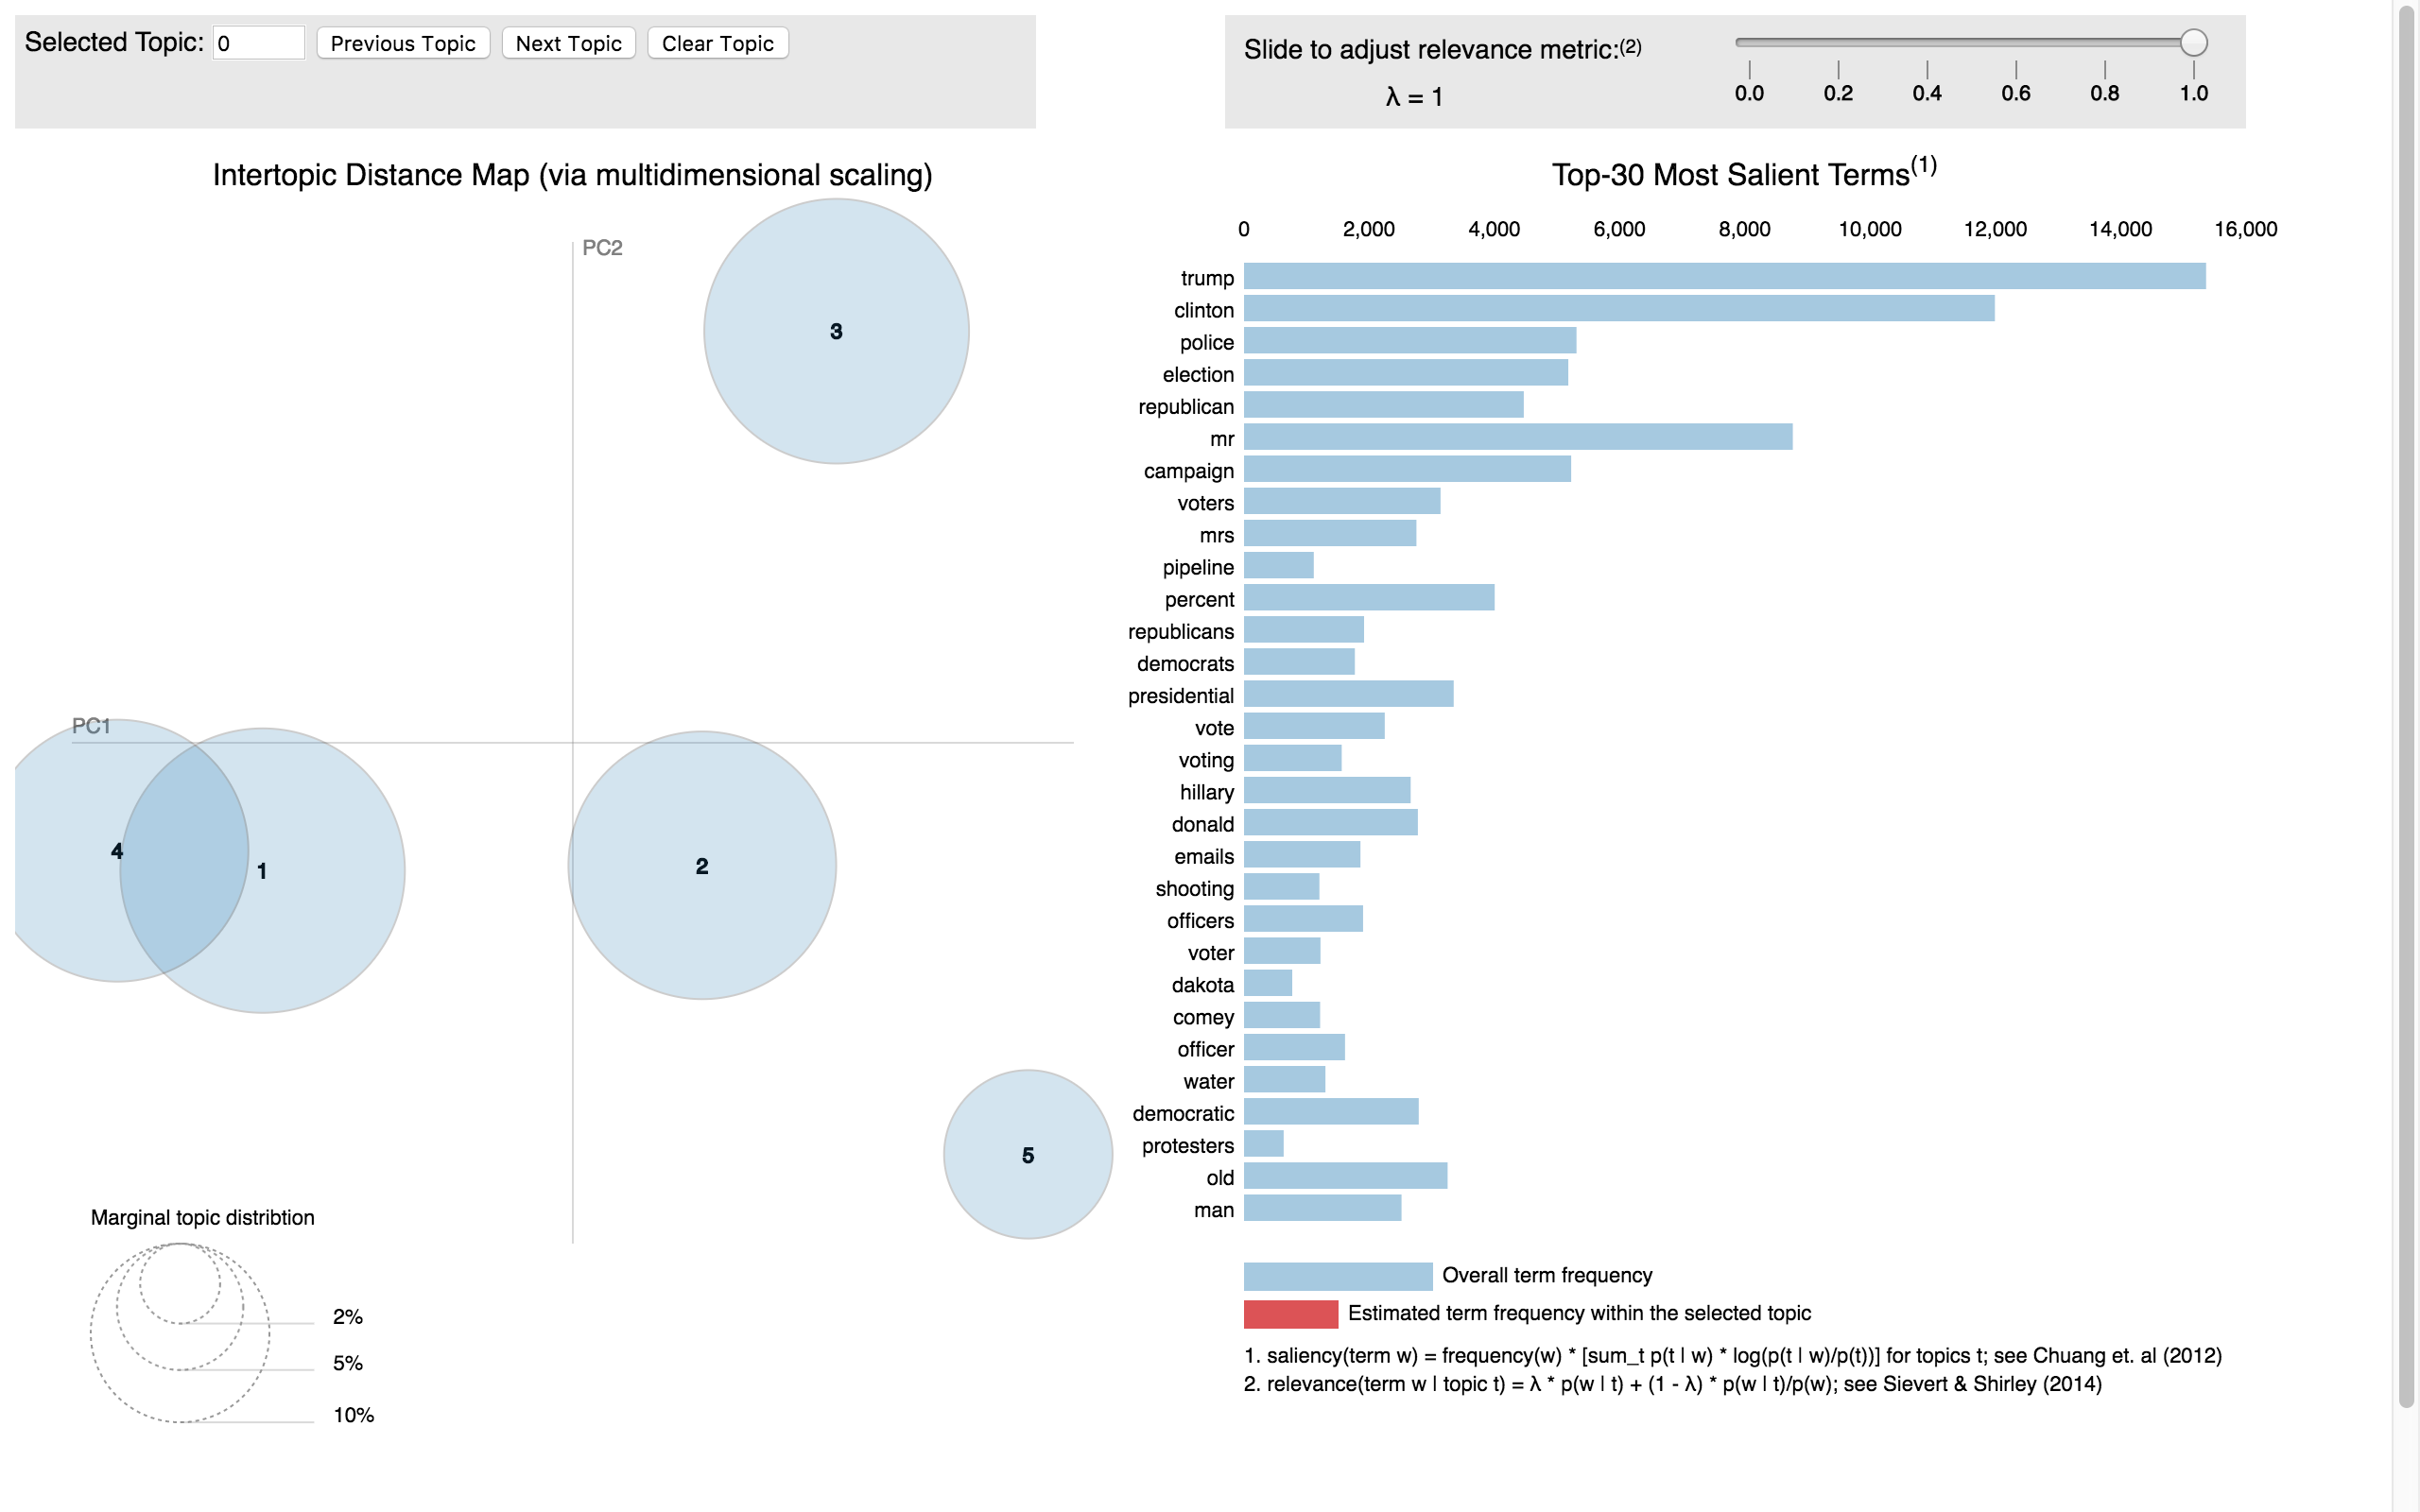 Selected Topic: 0 Previous Topic Next Topic Clear Topic
Slide to adjust relevance metric:(2)
λ = 1
0.0 0.2 0.4 0.6 0.8 1.0
Intertopic Distance Map (via multidimensional scaling)
PC2
3
PC1
4
1
2
5
Marginal topic distribtion
2%
5%
10%
Top-30 Most Salient Terms(1)
0 2,000 4,000 6,000 8,000 10,000 12,000 14,000 16,000
trump
clinton
police
election
republican
mr
campaign
voters
mrs
pipeline
percent
republicans
democrats
presidential
vote
voting
hillary
donald
emails
shooting
officers
voter
dakota
comey
officer
water
democratic
protesters
old
man
Overall term frequency
Estimated term frequency within the selected topic
1. saliency(term w) = frequency(w) * [sum_t p(t | w) * log(p(t | w)/p(t))] for topics t; see Chuang et. al (2012)
2. relevance(term w | topic t) = λ * p(w | t) + (1 - λ) * p(w | t)/p(w); see Sievert & Shirley (2014)